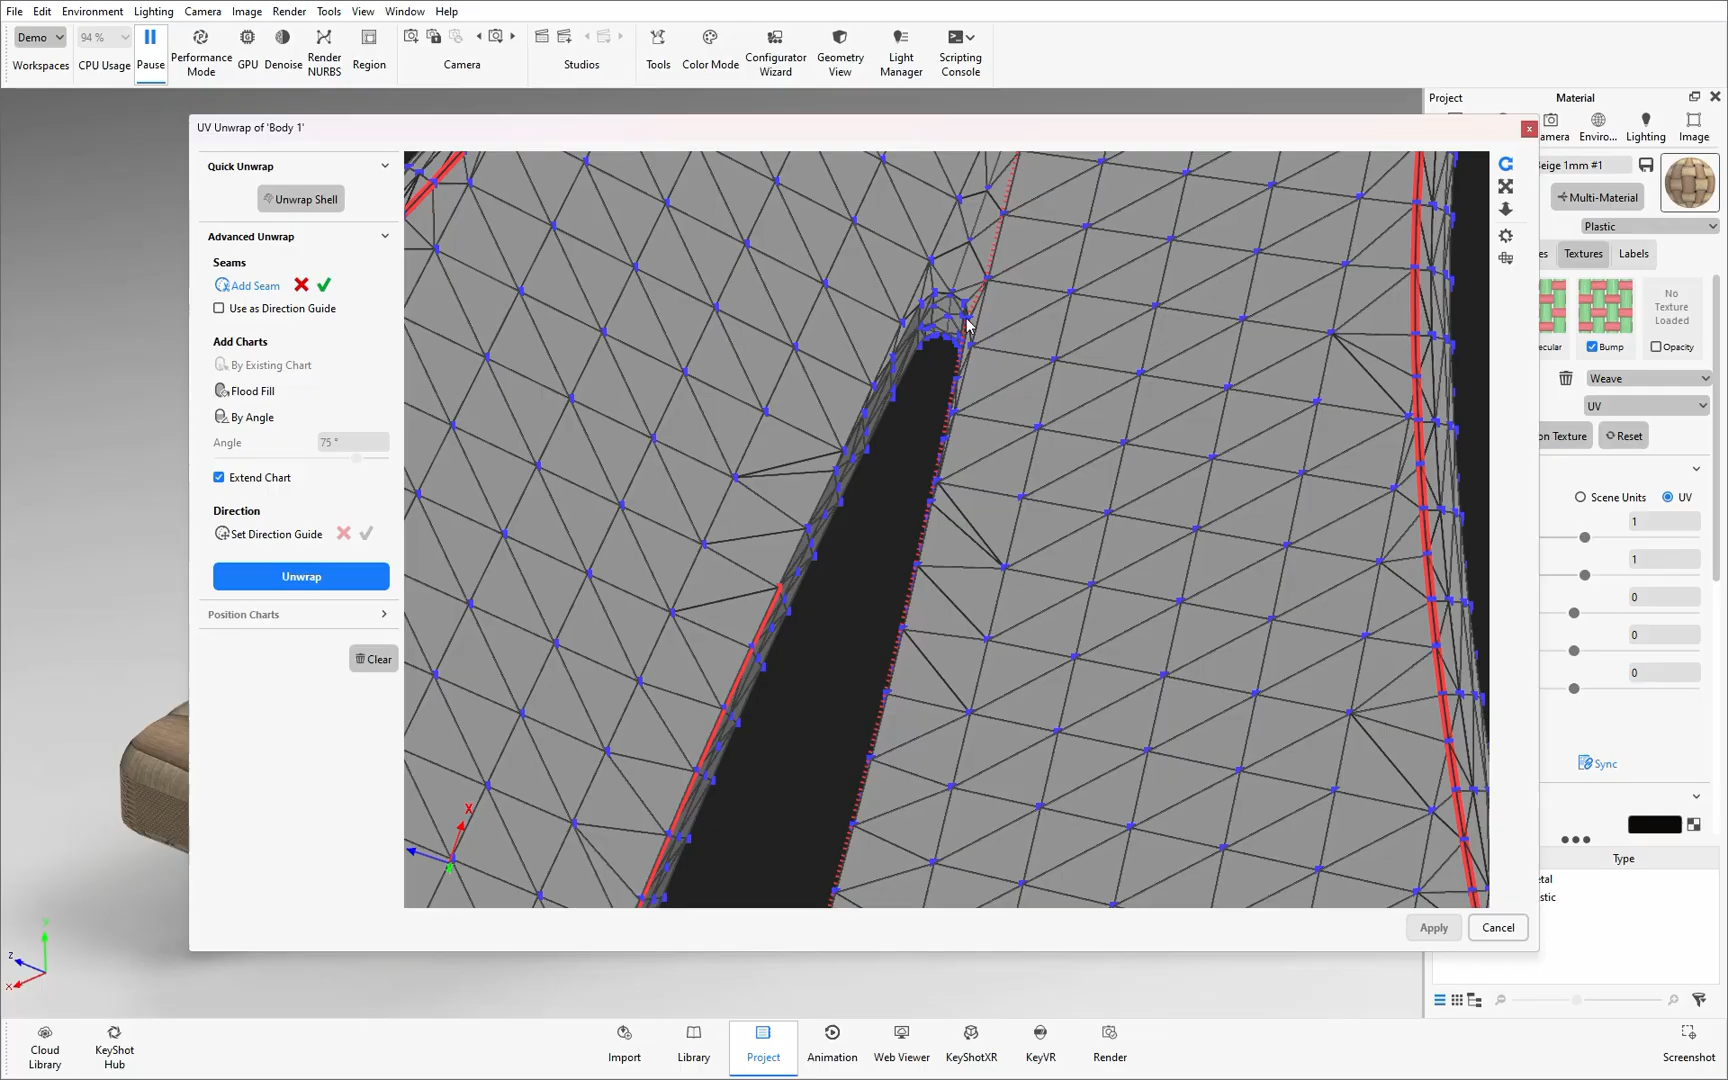 File Edit Environment Lighting Camera Image Render Tools View Window Help
Demo 94 %
Workspaces CPU Usage Pause Performance Mode GPU Denoise Render NURBS Region Camera Studios Tools Color Mode Configurator Wizard Geometry View Light Manager Scripting Console
Project Material
UV Unwrap of 'Body 1' x
amera Enviro... Lighting Image
Quick Unwrap
eige 1mm #1
Unwrap Shell
Multi-Material
Plastic
Advanced Unwrap
es Textures Labels
Seams
Add Seam
Use as Direction Guide
No Texture Loaded
Add Charts
ecular Bump Opacity
By Existing Chart
Weave
Flood Fill
UV
By Angle
on Texture Reset
Angle 75 °
Extend Chart
Scene Units UV
Direction
1
Set Direction Guide
1
Unwrap
0
Position Charts
0
Clear
0
Sync
X
Y
Type
etal
stic
Apply Cancel
Y
Z
X
Cloud Library KeyShot Hub Import Library Project Animation Web Viewer KeyShotXR KeyVR Render Screenshot